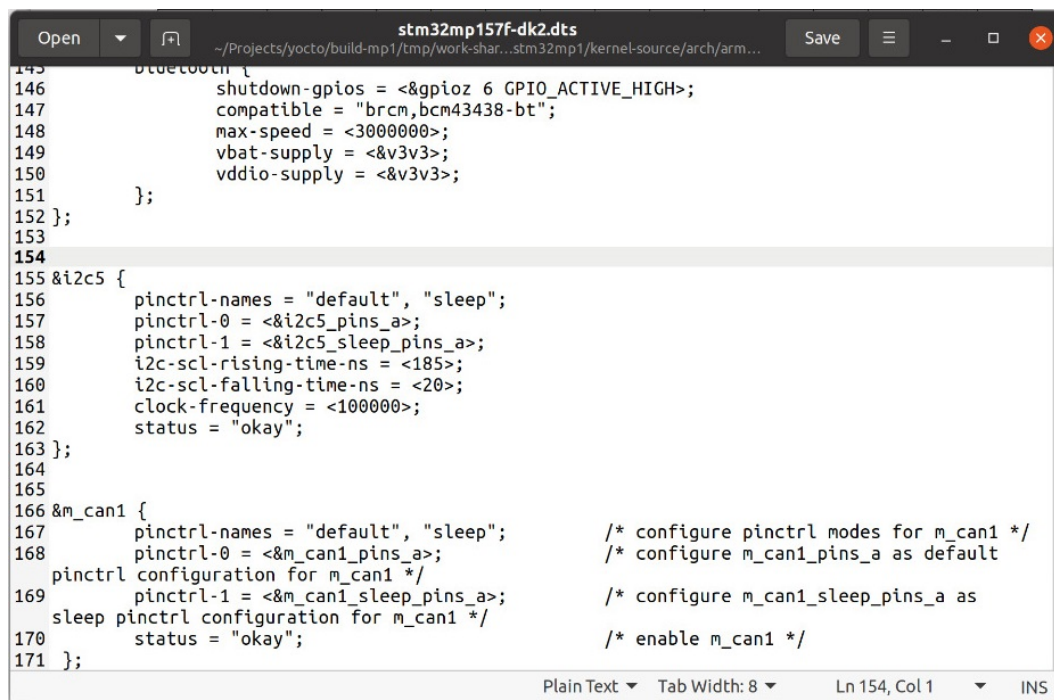 Open
stm32mp157f-dk2.dts
~/Projects/yocto/build-mp1/tmp/work-shar...stm32mp1/kernel-source/arch/arm...
Save
145 bluetooth {
146 shutdown-gpios = <&gpioz 6 GPIO_ACTIVE_HIGH>;
147 compatible = "brcm,bcm43438-bt";
148 max-speed = <3000000>;
149 vbat-supply = <&v3v3>;
150 vddio-supply = <&v3v3>;
151 };
152 };
153
154
155 &i2c5 {
156 pinctrl-names = "default", "sleep";
157 pinctrl-0 = <&i2c5_pins_a>;
158 pinctrl-1 = <&i2c5_sleep_pins_a>;
159 i2c-scl-rising-time-ns = <185>;
160 i2c-scl-falling-time-ns = <20>;
161 clock-frequency = <100000>;
162 status = "okay";
163 };
164
165
166 &m_can1 {
167 pinctrl-names = "default", "sleep"; /* configure pinctrl modes for m_can1 */
168 pinctrl-0 = <&m_can1_pins_a>; /* configure m_can1_pins_a as default
pinctrl configuration for m_can1 */
169 pinctrl-1 = <&m_can1_sleep_pins_a>; /* configure m_can1_sleep_pins_a as
sleep pinctrl configuration for m_can1 */
170 status = "okay"; /* enable m_can1 */
171 };
Plain Text Tab Width: 8 Ln 154, Col 1 INS